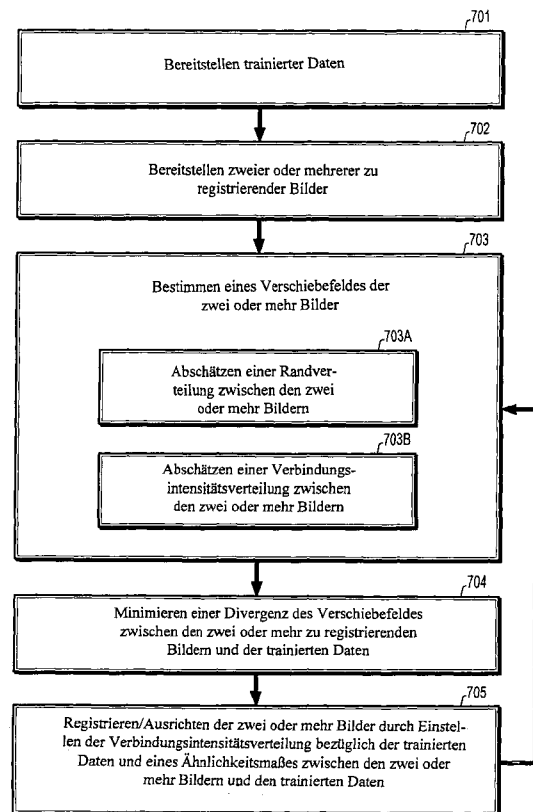 701
Bereitstellen trainierter Daten
702
Bereitstellen zweier oder mehrerer zu
registrierender Bilder
703
Bestimmen eines Verschiebefeldes der
zwei oder mehr Bilder
703A
Abschätzen einer Randver-
teilung zwischen den zwei
oder mehr Bildern
703B
Abschätzen einer Verbindungs-
intensitätsverteilung zwischen
den zwei oder mehr Bildern
704
Minimieren einer Divergenz des Verschiebefeldes
zwischen den zwei oder mehr zu registrierenden
Bildern und der trainierten Daten
705
Registrieren/Ausrichten der zwei oder mehr Bilder durch Einstel-
len der Verbindungsintensitätsverteilung bezüglich der trainierten
Daten und eines Ähnlichkeitsmaßes zwischen den zwei oder
mehr Bildern und den trainierten Daten